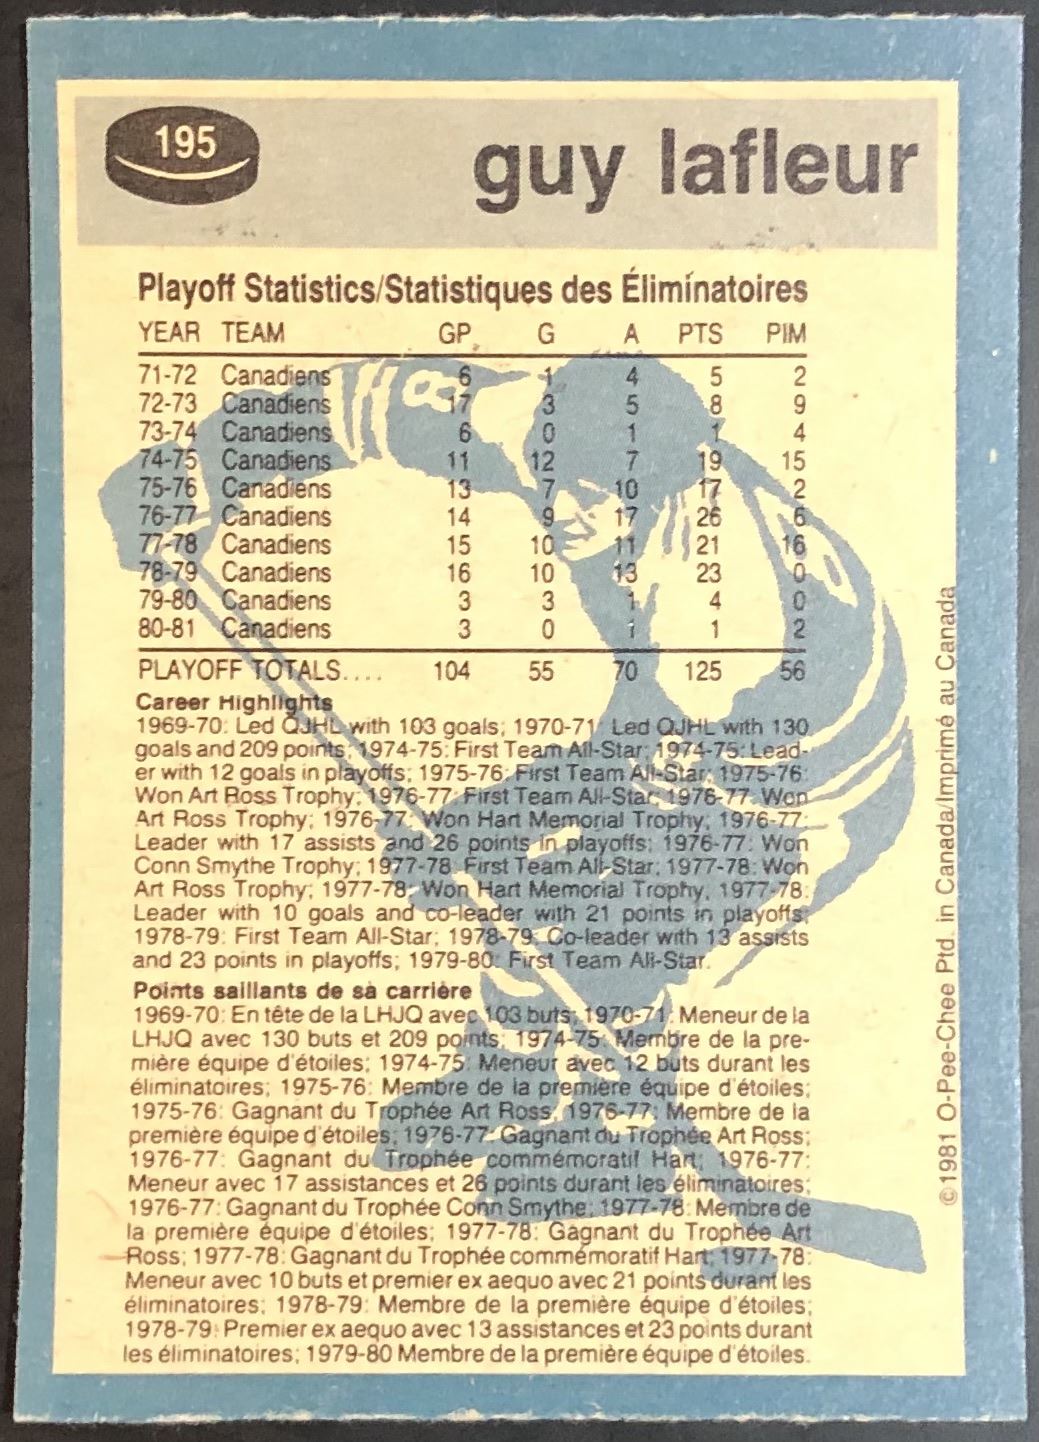 195
guy lafleur
Playoff Statistics/Statistiques des Éliminatoires
YEAR TEAM GP G A PTS PIM
71-72 Canadiens 6 1 4 5 2
72-73 Canadiens 17 3 5 8 9
73-74 Canadiens 6 0 1 1 4
74-75 Canadiens 11 12 7 19 15
75-76 Canadiens 13 7 10 17 2
76-77 Canadiens 14 9 17 26 6
77-78 Canadiens 15 10 11 21 16
78-79 Canadiens 16 10 13 23 0
79-80 Canadiens 3 3 1 4 0
80-81 Canadiens 3 0 1 1 2
PLAYOFF TOTALS.... 104 55 70 125 56
Career Highlights
1969-70: Led QJHL with 103 goals; 1970-71: Led QJHL with 130
goals and 209 points; 1974-75: First Team All-Star; 1974-75: Lead-
er with 12 goals in playoffs; 1975-76: First Team All-Star; 1975-76:
Won Art Ross Trophy; 1976-77: First Team All-Star; 1976-77: Won
Art Ross Trophy; 1976-77: Won Hart Memorial Trophy; 1976-77:
Leader with 17 assists and 26 points in playoffs; 1976-77: Won
Conn Smythe Trophy; 1977-78: First Team All-Star; 1977-78: Won
Art Ross Trophy; 1977-78: Won Hart Memorial Trophy, 1977-78:
Leader with 10 goals and co-leader with 21 points in playoffs;
1978-79: First Team All-Star; 1978-79: Co-leader with 13 assists
and 23 points in playoffs; 1979-80: First Team All-Star.
Points saillants de sa carrière
1969-70: En tête de la LHJQ avec 103 buts; 1970-71: Meneur de la
LHJQ avec 130 buts et 209 points; 1974-75: Membre de la pre-
mière équipe d'étoiles; 1974-75: Meneur avec 12 buts durant les
éliminatoires; 1975-76: Membre de la première équipe d'étoiles;
1975-76: Gagnant du Trophée Art Ross, 1976-77: Membre de la
première équipe d'étoiles; 1976-77: Gagnant du Trophée Art Ross;
1976-77: Gagnant du Trophée commémoratif Hart; 1976-77:
Meneur avec 17 assistances et 26 points durant les éliminatoires;
1976-77: Gagnant du Trophée Conn Smythe; 1977-78: Membre de
la première équipe d'étoiles; 1977-78: Gagnant du Trophée Art
Ross; 1977-78: Gagnant du Trophée commémoratif Hart; 1977-78:
Meneur avec 10 buts et premier ex aequo avec 21 points durant les
éliminatoires; 1978-79: Membre de la première équipe d'étoiles;
1978-79: Premier ex aequo avec 13 assistances et 23 points durant
les éliminatoires; 1979-80 Membre de la première équipe d'étoiles.
©1981 O-Pee-Chee Ptd. in Canada/Imprimé au Canada